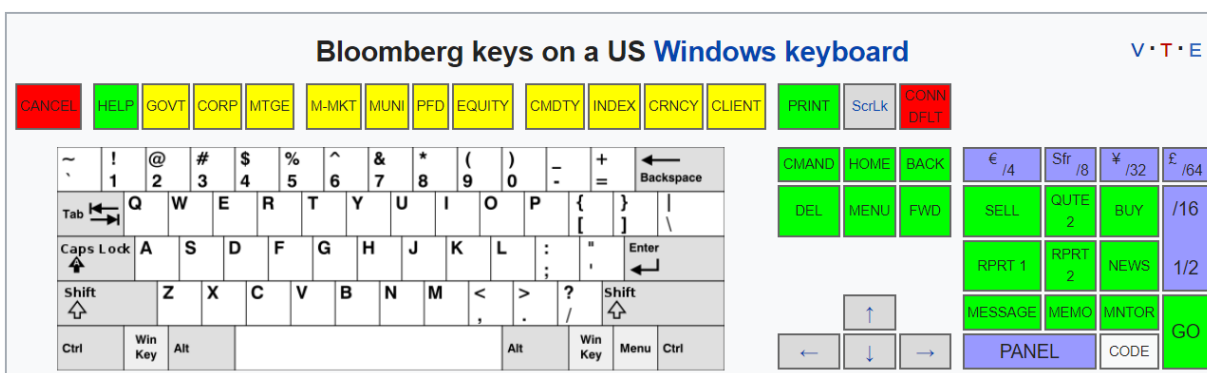 Bloomberg keys on a US Windows keyboard
V · T · E
CANCEL HELP GOVT CORP MTGE M-MKT MUNI PFD EQUITY CMDTY INDEX CRNCY CLIENT PRINT ScrLk CONN DFLT
~ ! @ # $ % ^ & * ( ) _ + ←
` 1 2 3 4 5 6 7 8 9 0 - = Backspace
CMAND HOME BACK
€ /4 Sfr /8 ¥ /32 £ /64
Tab Q W E R T Y U I O P { [ } ] | \
DEL MENU FWD
SELL QUTE 2 BUY /16
Caps Lock A S D F G H J K L : ; " ' Enter
RPRT 1 RPRT 2 NEWS 1/2
Shift Z X C V B N M < , > . ? / Shift
↑
MESSAGE MEMO MNTOR GO
Ctrl Win Key Alt Alt Win Key Menu Ctrl
← ↓ →
PANEL CODE